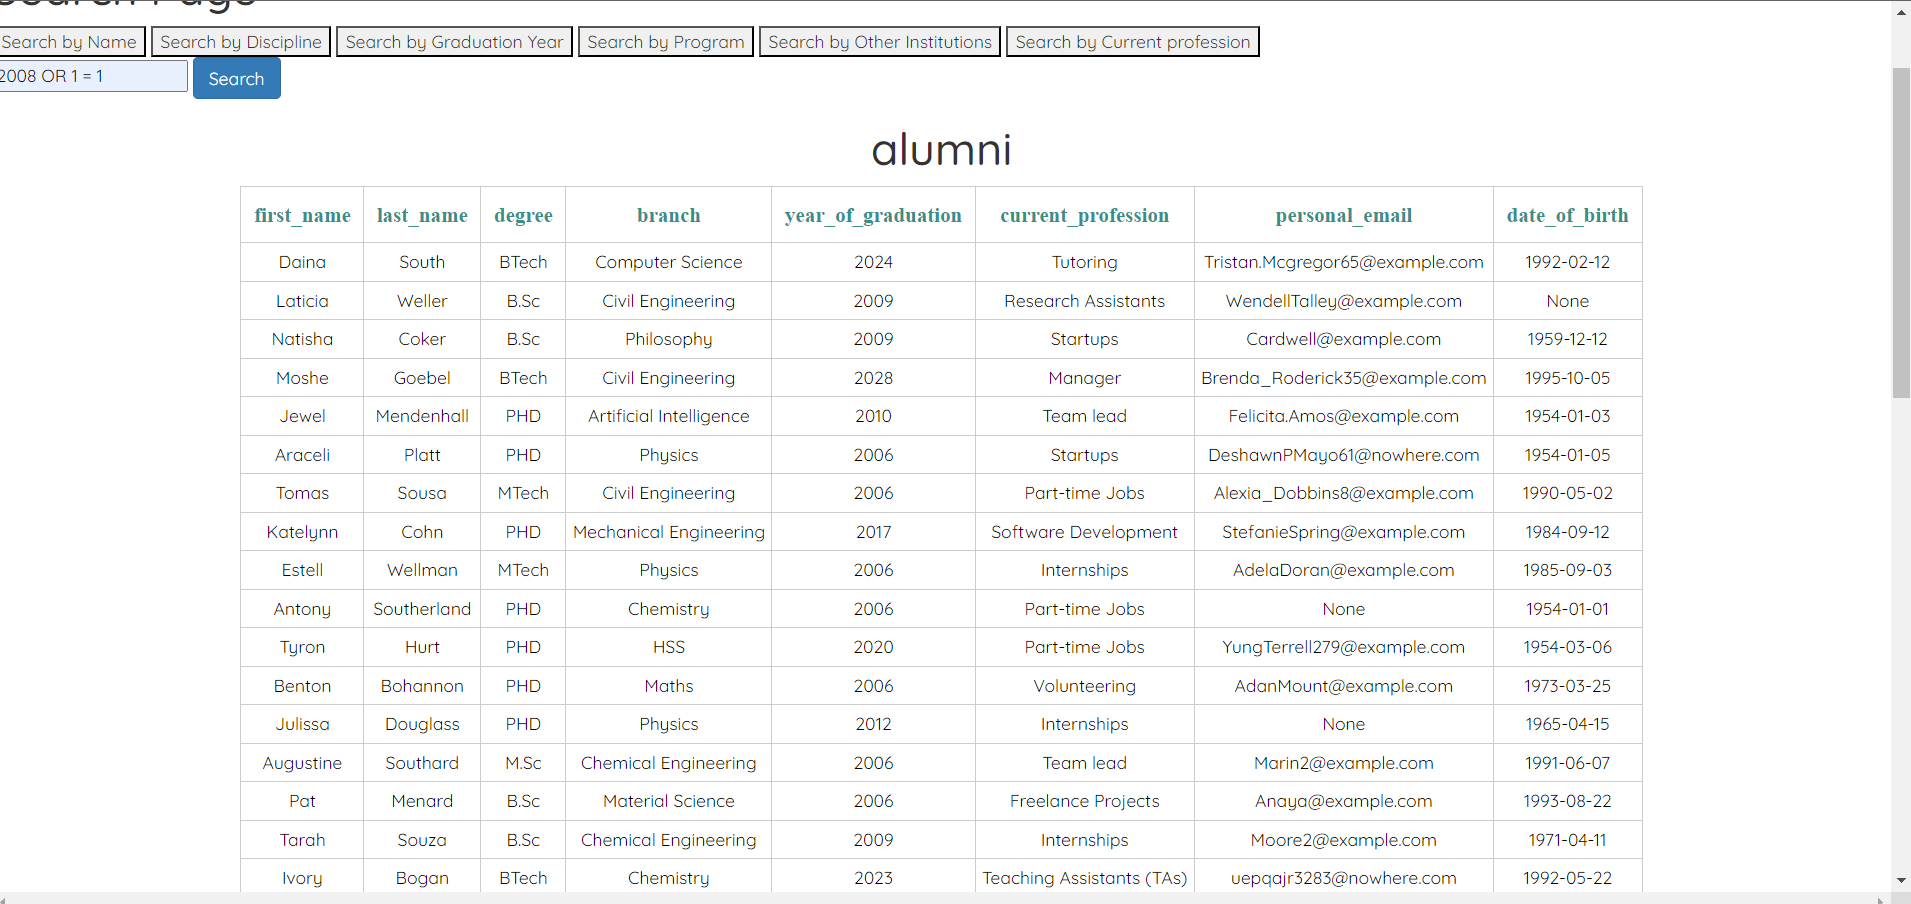 Search Page
Search by Name Search by Discipline Search by Graduation Year Search by Program Search by Other Institutions Search by Current profession
2008 OR 1 = 1 Search
alumni
first_name last_name degree branch year_of_graduation current_profession personal_email date_of_birth
Daina South BTech Computer Science 2024 Tutoring Tristan.Mcgregor65@example.com 1992-02-12
Laticia Weller B.Sc Civil Engineering 2009 Research Assistants WendellTalley@example.com None
Natisha Coker B.Sc Philosophy 2009 Startups Cardwell@example.com 1959-12-12
Moshe Goebel BTech Civil Engineering 2028 Manager Brenda_Roderick35@example.com 1995-10-05
Jewel Mendenhall PHD Artificial Intelligence 2010 Team lead Felicita.Amos@example.com 1954-01-03
Araceli Platt PHD Physics 2006 Startups DeshawnPMayo61@nowhere.com 1954-01-05
Tomas Sousa MTech Civil Engineering 2006 Part-time Jobs Alexia_Dobbins8@example.com 1990-05-02
Katelynn Cohn PHD Mechanical Engineering 2017 Software Development StefanieSpring@example.com 1984-09-12
Estell Wellman MTech Physics 2006 Internships AdelaDoran@example.com 1985-09-03
Antony Southerland PHD Chemistry 2006 Part-time Jobs None 1954-01-01
Tyron Hurt PHD HSS 2020 Part-time Jobs YungTerrell279@example.com 1954-03-06
Benton Bohannon PHD Maths 2006 Volunteering AdanMount@example.com 1973-03-25
Julissa Douglass PHD Physics 2012 Internships None 1965-04-15
Augustine Southard M.Sc Chemical Engineering 2006 Team lead Marin2@example.com 1991-06-07
Pat Menard B.Sc Material Science 2006 Freelance Projects Anaya@example.com 1993-08-22
Tarah Souza B.Sc Chemical Engineering 2009 Internships Moore2@example.com 1971-04-11
Ivory Bogan BTech Chemistry 2023 Teaching Assistants (TAs) uepqajr3283@nowhere.com 1992-05-22